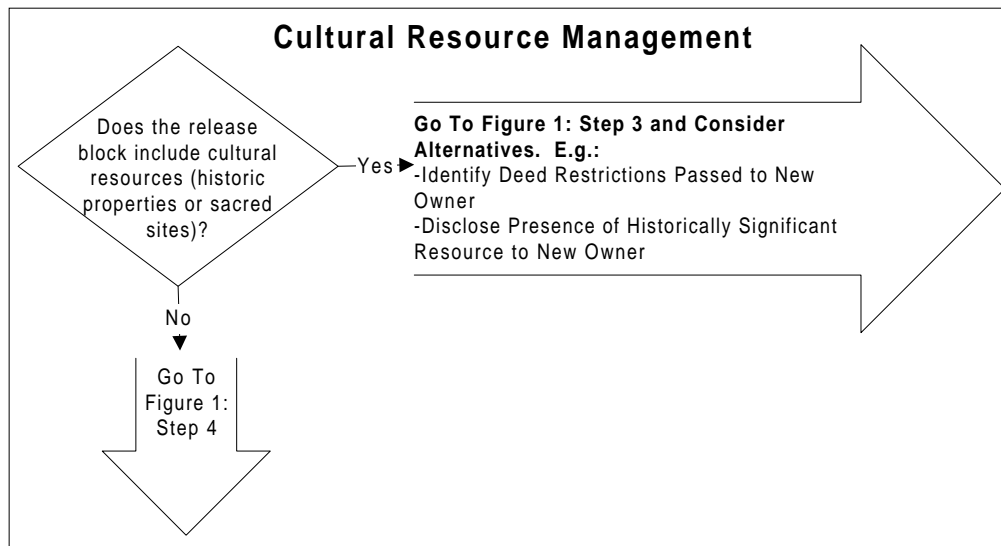 Cultural Resource Management
Does the release
block include cultural
resources (historic
properties or sacred
sites)?
Yes
Go To Figure 1: Step 3 and Consider
Alternatives. E.g.:
-Identify Deed Restrictions Passed to New
Owner
-Disclose Presence of Historically Significant
Resource to New Owner
No
Go To
Figure 1:
Step 4